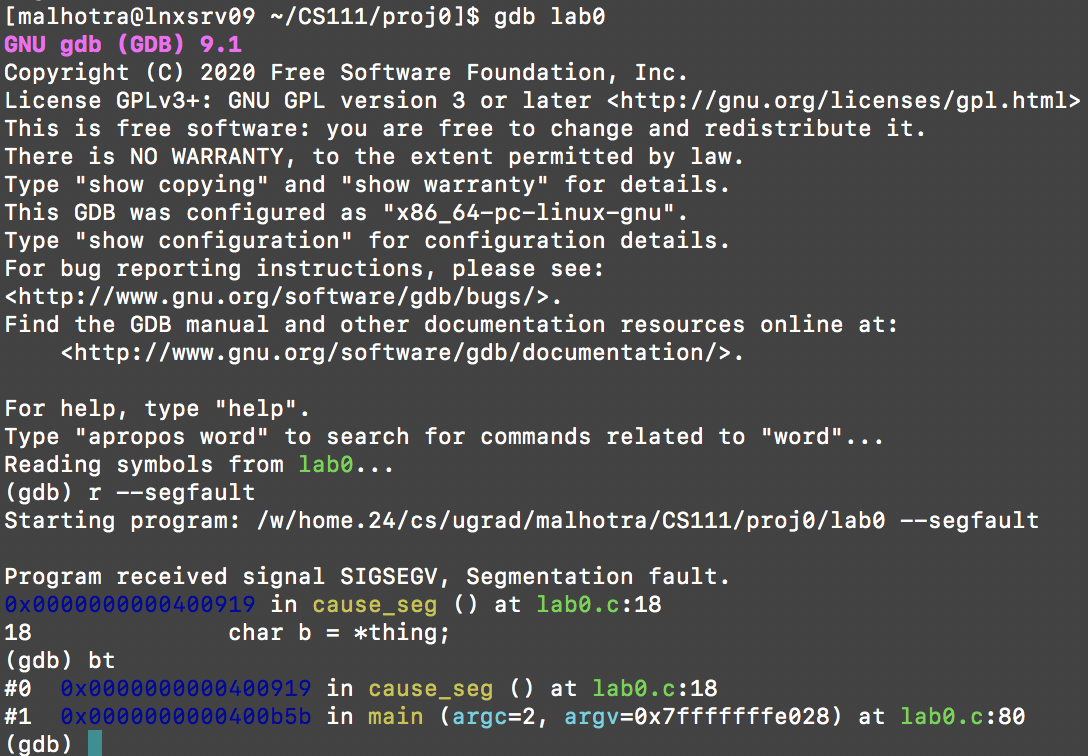 [malhotra@lnxsrv09 ~/CS111/proj0]$ gdb lab0
GNU gdb (GDB) 9.1
Copyright (C) 2020 Free Software Foundation, Inc.
License GPLv3+: GNU GPL version 3 or later <http://gnu.org/licenses/gpl.html>
This is free software: you are free to change and redistribute it.
There is NO WARRANTY, to the extent permitted by law.
Type "show copying" and "show warranty" for details.
This GDB was configured as "x86_64-pc-linux-gnu".
Type "show configuration" for configuration details.
For bug reporting instructions, please see:
<http://www.gnu.org/software/gdb/bugs/>.
Find the GDB manual and other documentation resources online at:
    <http://www.gnu.org/software/gdb/documentation/>.

For help, type "help".
Type "apropos word" to search for commands related to "word"...
Reading symbols from lab0...
(gdb) r --segfault
Starting program: /w/home.24/cs/ugrad/malhotra/CS111/proj0/lab0 --segfault

Program received signal SIGSEGV, Segmentation fault.
0x0000000000400919 in cause_seg () at lab0.c:18
18              char b = *thing;
(gdb) bt
#0  0x0000000000400919 in cause_seg () at lab0.c:18
#1  0x0000000000400b5b in main (argc=2, argv=0x7fffffffe028) at lab0.c:80
(gdb)